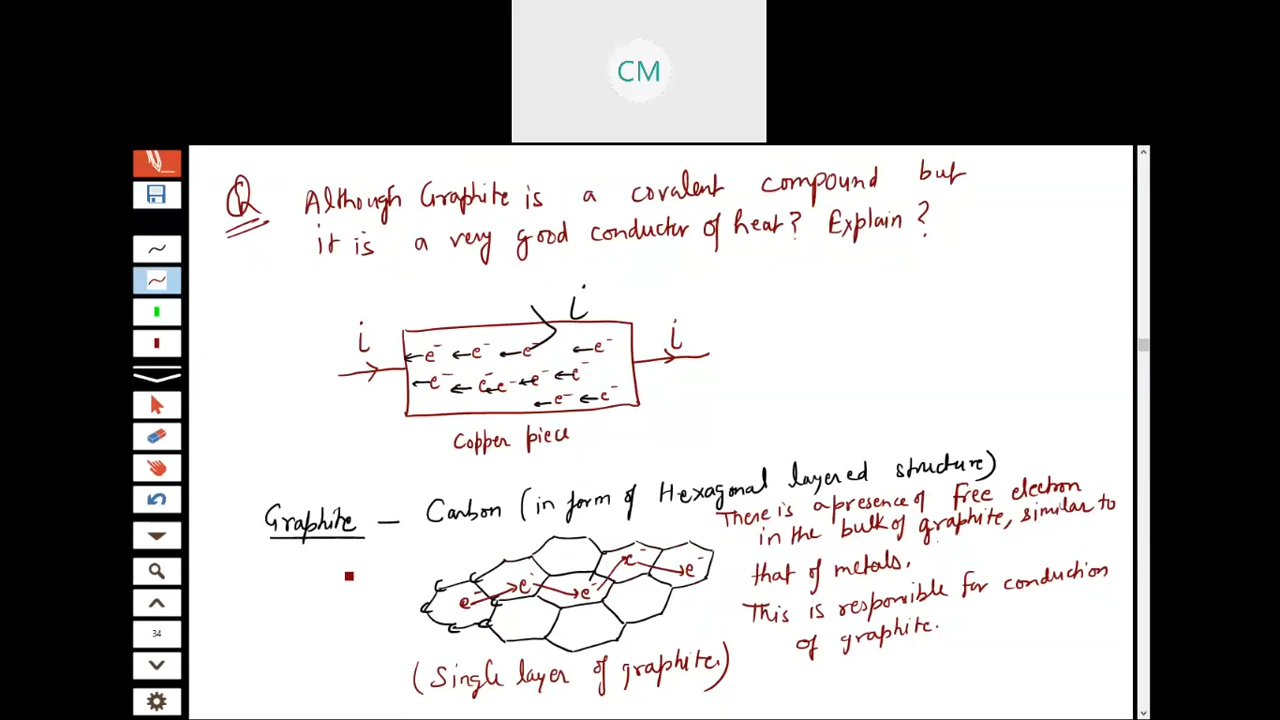 CM
Q Although Graphite is a covalent compound but
it is a very good conductor of heat? Explain?
i
i
i
e⁻ e⁻ e⁻ e⁻
e⁻ e⁻ e⁻ e⁻ e⁻
e⁻ e⁻
Copper piece
Graphite – Carbon (in form of Hexagonal layered structure)
There is a presence of free electron
in the bulk of graphite, similar to
that of metals.
This is responsible for conduction
of graphite.
C C C C C C
e⁻ e⁻ e⁻ e⁻ e⁻
(Single layer of graphite)
34